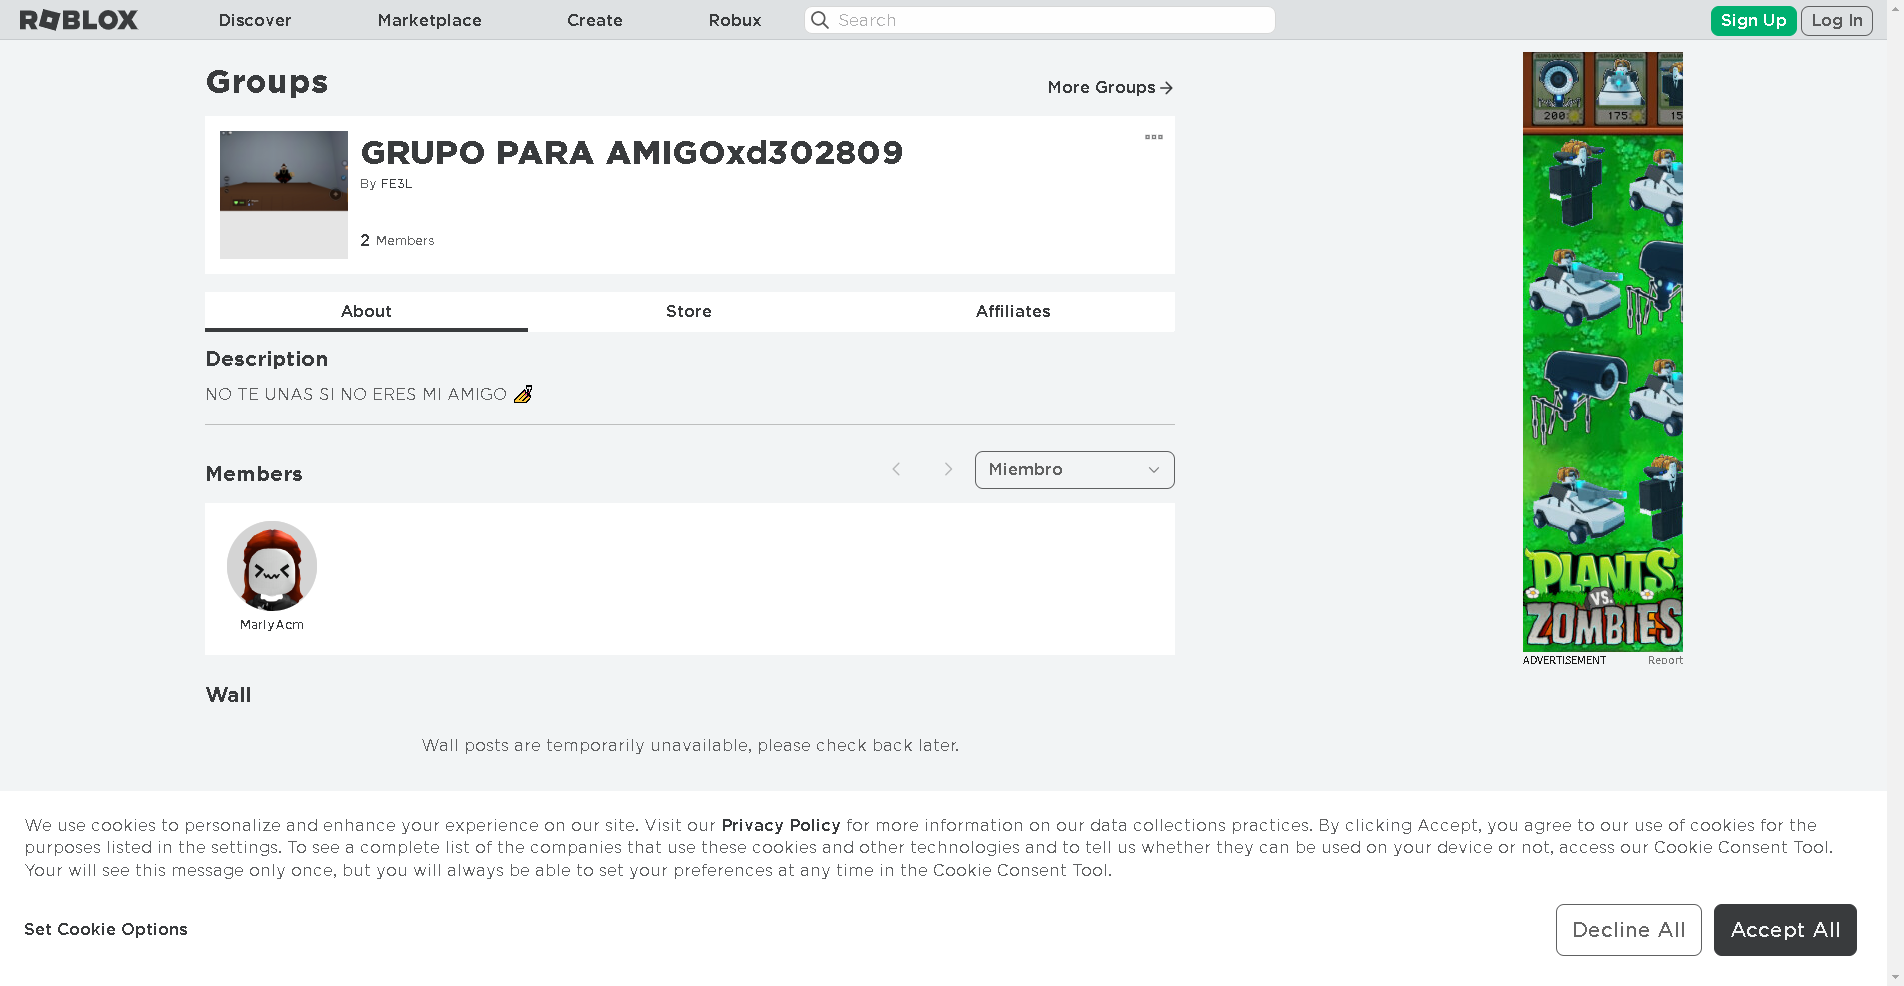 ROBLOX
Discover
Marketplace
Create
Robux
Search
Sign Up
Log In
Groups
More Groups
GRUPO PARA AMIGOxd302809
By FE3L
2 Members
About
Store
Affiliates
Description
NO TE UNAS SI NO ERES MI AMIGO
Members
Miembro
MarlyAcm
Wall
Wall posts are temporarily unavailable, please check back later.
200
175
15
PLANTS
VS.
ZOMBIES
ADVERTISEMENT
Report
We use cookies to personalize and enhance your experience on our site. Visit our Privacy Policy for more information on our data collections practices. By clicking Accept, you agree to our use of cookies for the
purposes listed in the settings. To see a complete list of the companies that use these cookies and other technologies and to tell us whether they can be used on your device or not, access our Cookie Consent Tool.
Your will see this message only once, but you will always be able to set your preferences at any time in the Cookie Consent Tool.
Set Cookie Options
Decline All
Accept All